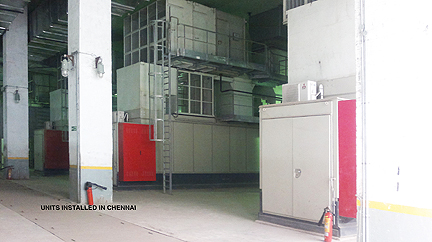 UNITS INSTALLED IN CHENNAI